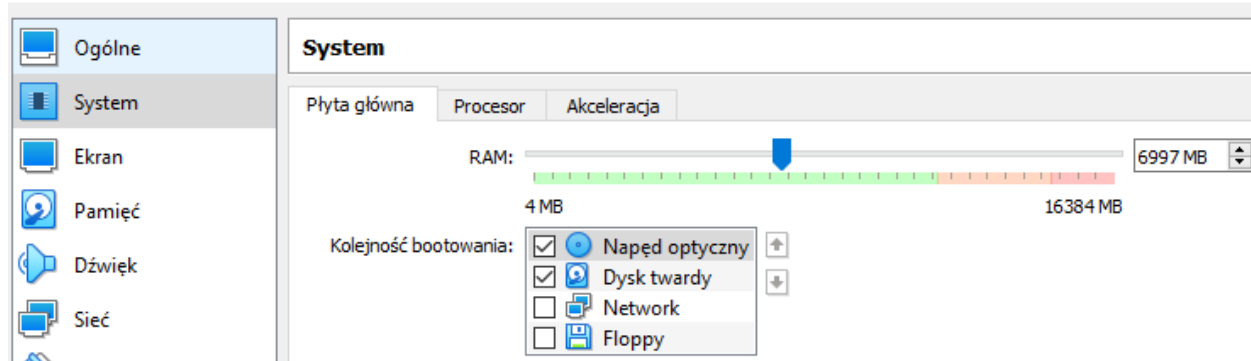 Ogólne
System
Ekran
Pamięć
Dźwięk
Sieć
System
Płyta główna Procesor Akceleracja
RAM: 6997 MB
4 MB 16384 MB
Kolejność bootowania: Napęd optyczny
Dysk twardy
Network
Floppy